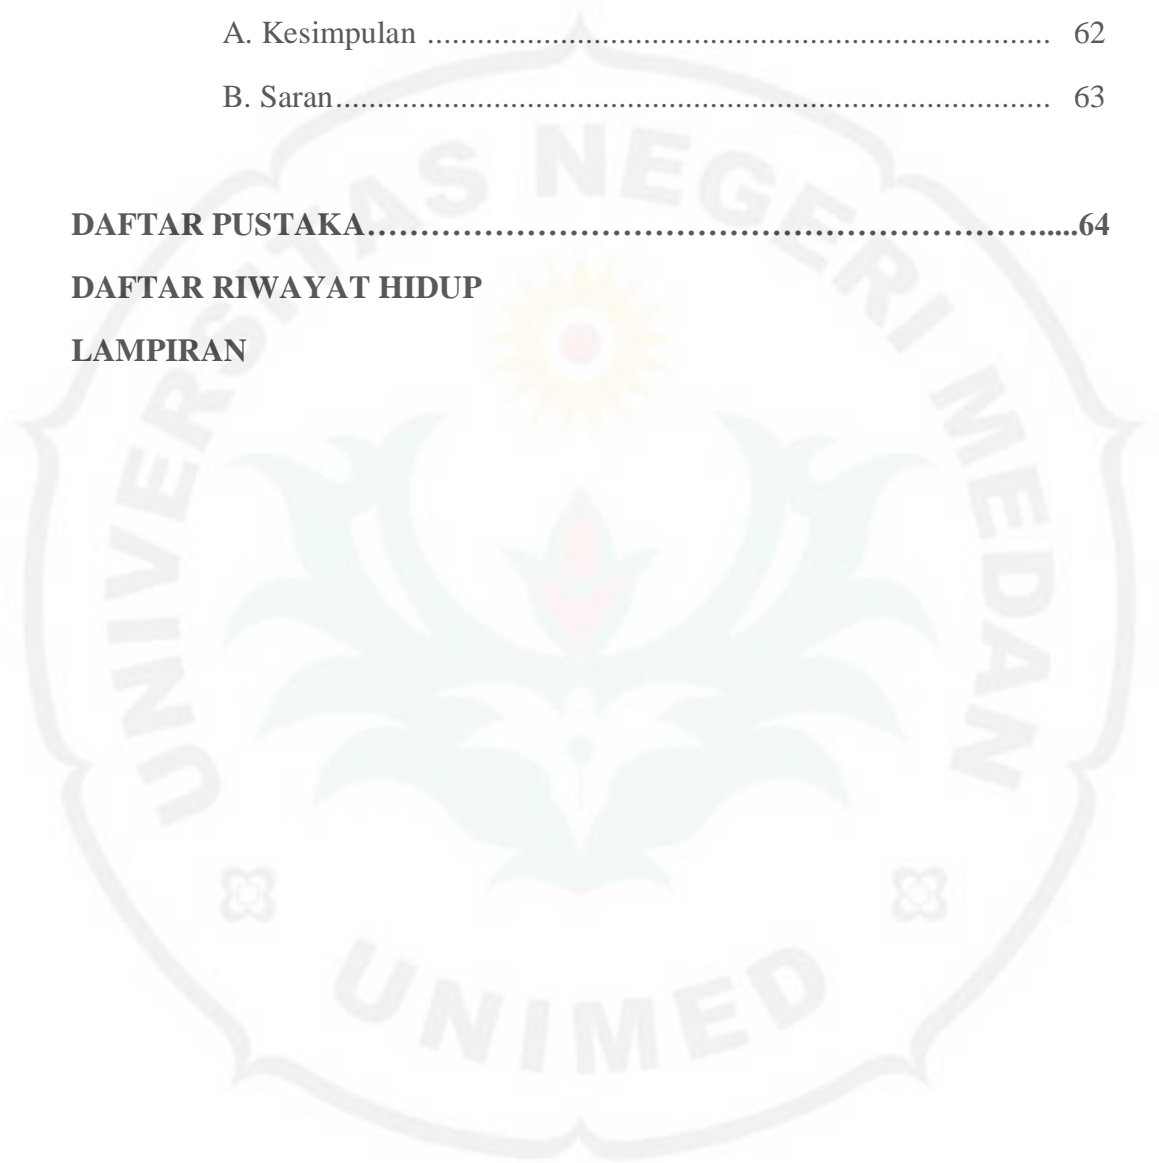 A. Kesimpulan .......................................................................... 62
B. Saran..................................................................................... 63
DAFTAR PUSTAKA……………………………………………………….....64
DAFTAR RIWAYAT HIDUP
LAMPIRAN
UNIVERSITAS NEGERI MEDAN
UNIMED